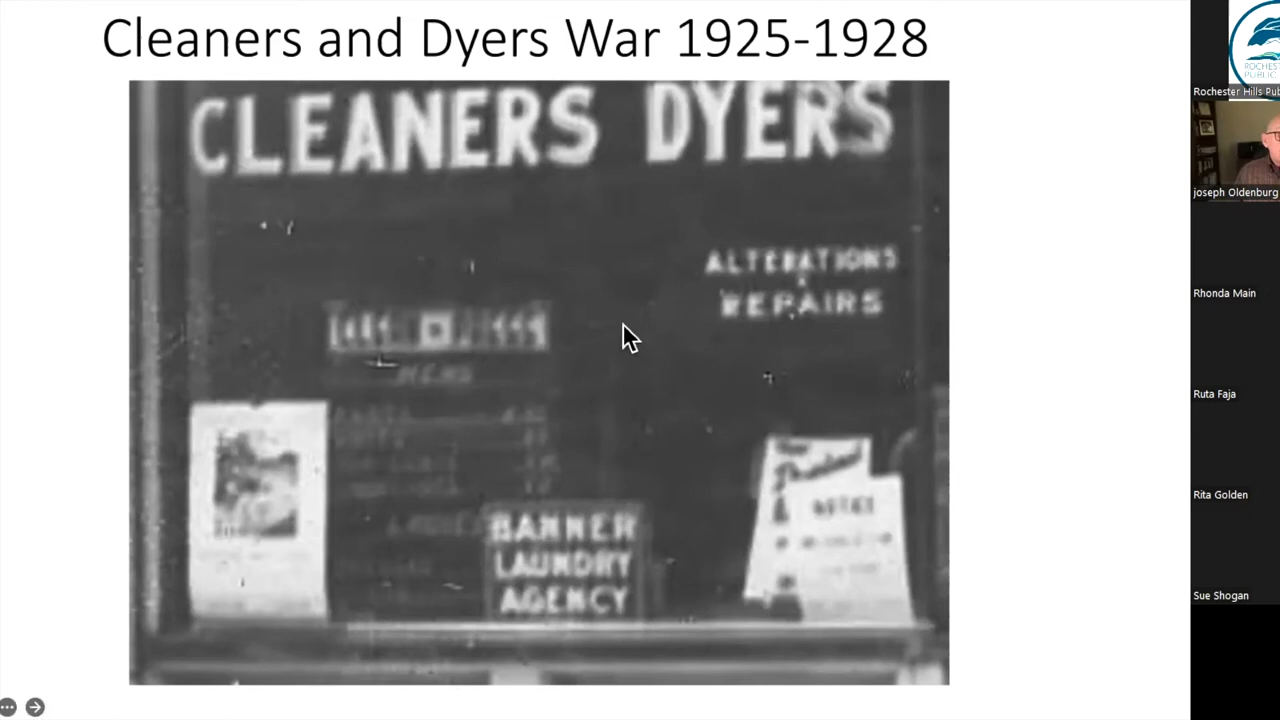 Cleaners and Dyers War 1925-1928
CLEANERS DYERS
ALTERATIONS
REPAIRS
BANNER
LAUNDRY
AGENCY
Rochester Hills Pub
joseph Oldenburg
Rhonda Main
Ruta Faja
Rita Golden
Sue Shogan